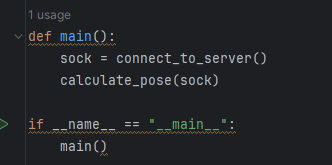 1 usage
def main():
    sock = connect_to_server()
    calculate_pose(sock)
if __name__ == "__main__":
    main()